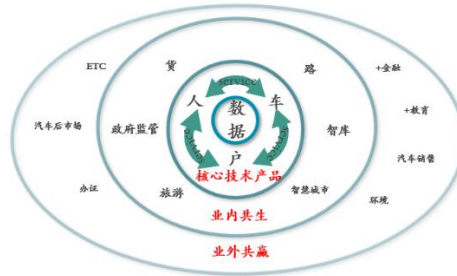 ETC
货
路
+金融
service
人
车
+教育
汽车后市场
政府监管
数
据
智库
service
service
户
汽车销售
核心技术产品
办证
旅游
智慧城市
环境
业内共生
业外共赢